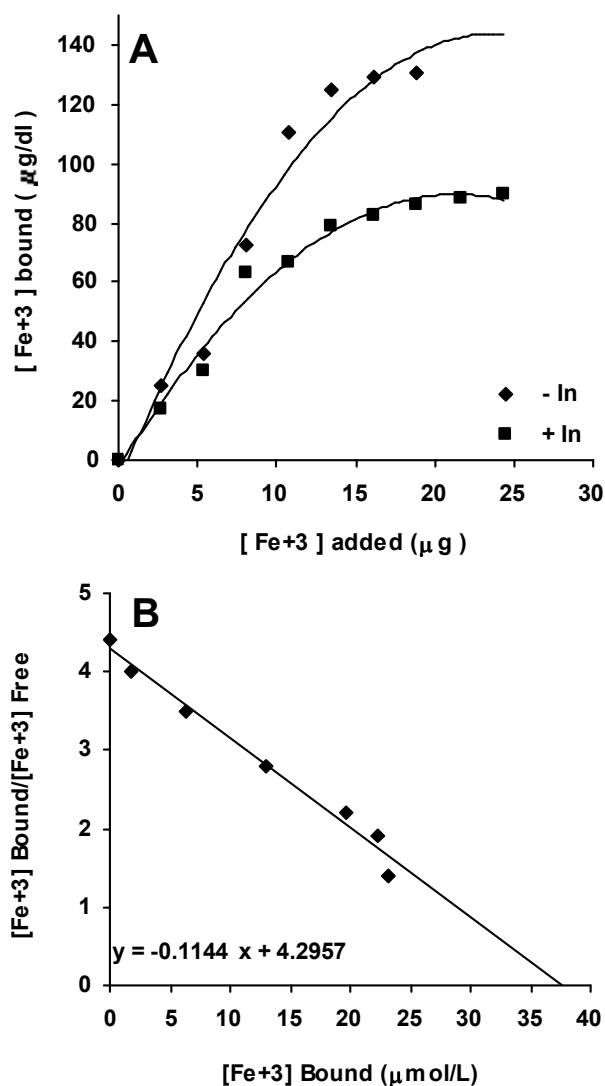 A
[ Fe+3 ] bound ( μg/dl)
140
120
100
80
60
40
20
0
- In
+ In
0 5 10 15 20 25 30
[ Fe+3 ] added (μ g )
B
[Fe+3] Bound/[Fe+3] Free
5
4
3
2
1
0
y = -0.1144 x + 4.2957
0 5 10 15 20 25 30 35 40
[Fe+3] Bound (μmol/L)